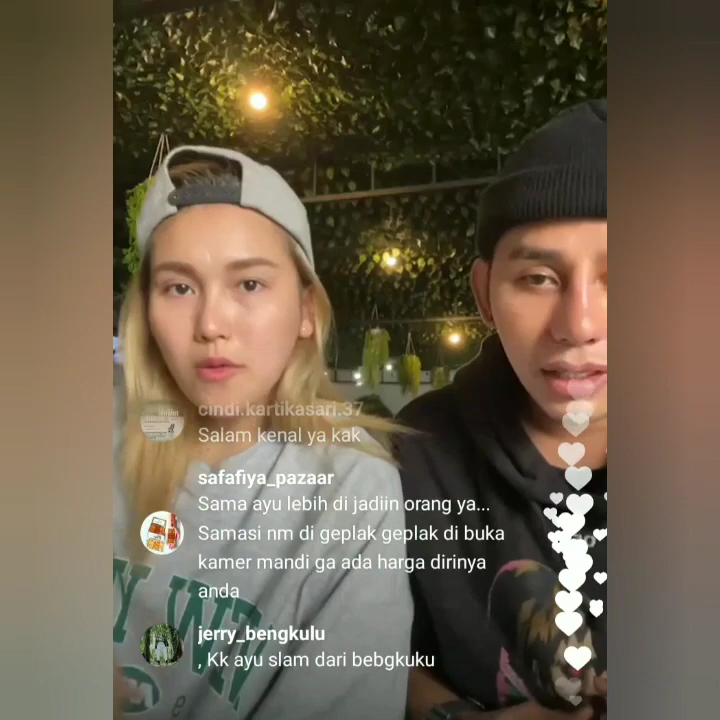 cindi.kartikasari.37
Salam kenal ya kak
safafiya_pazaar
Sama ayu lebih di jadiin orang ya...
Samasi nm di geplak geplak di buka
kamer mandi ga ada harga dirinya
anda
jerry_bengkulu
, Kk ayu slam dari bebgkuku